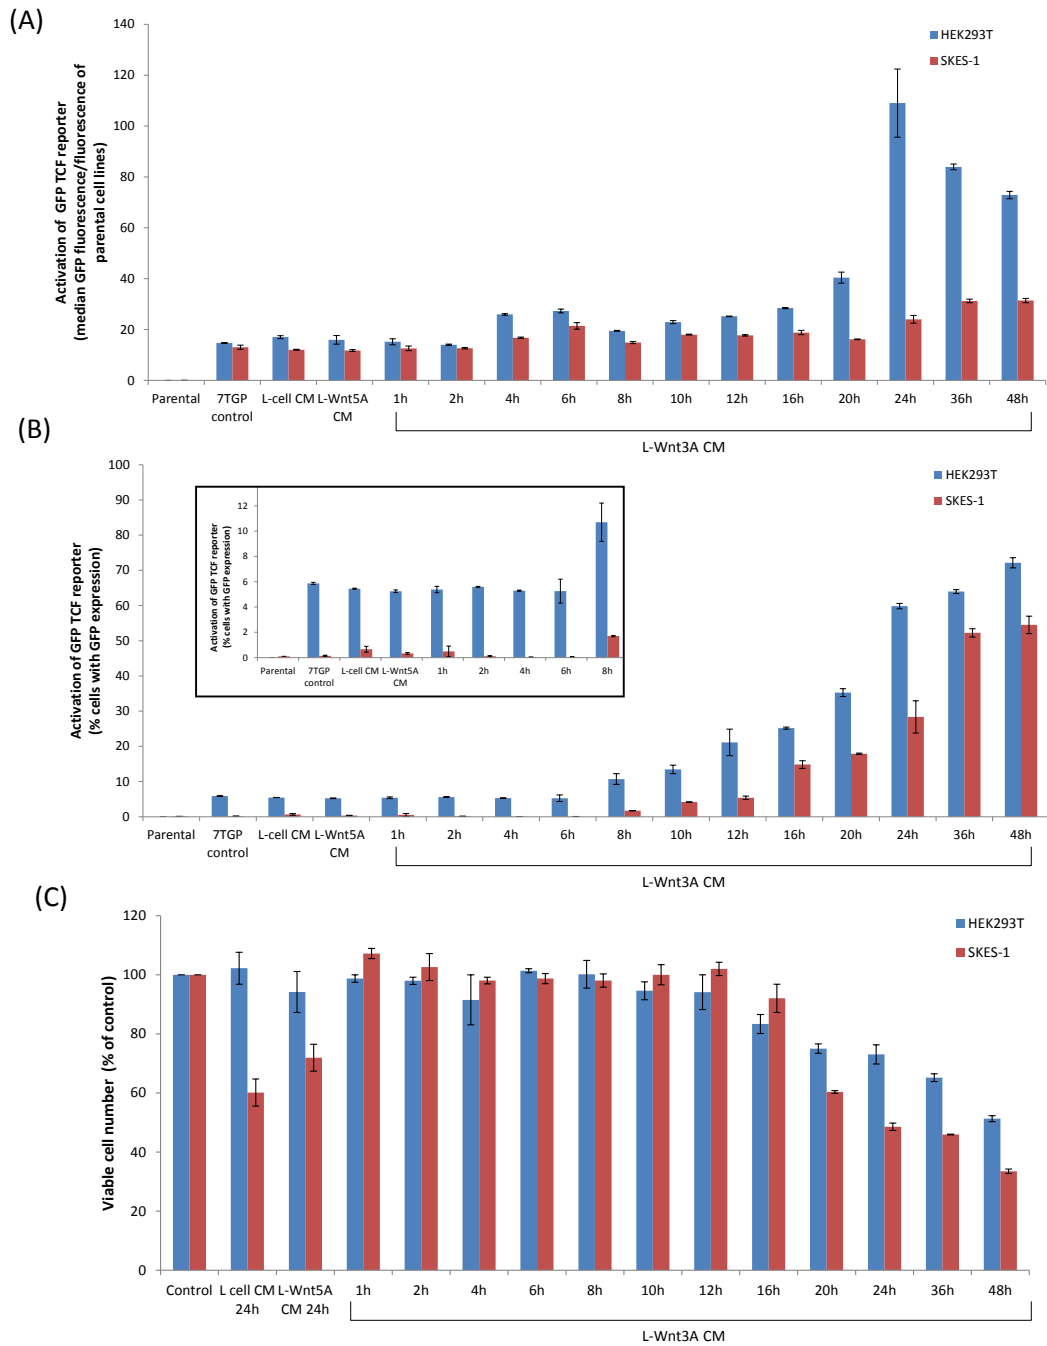 (A)
Activation of GFP TCF reporter
(median GFP fluorescence/fluorescence of
parental cell lines)
140
120
100
80
60
40
20
0
HEK293T
SKES-1
Parental 7TGP L-cell CM L-Wnt5A 1h 2h 4h 6h 8h 10h 12h 16h 20h 24h 36h 48h
control CM
L-Wnt3A CM
(B)
Activation of GFP TCF reporter
(% cells with GFP expression)
100
90
80
70
60
50
40
30
20
10
0
HEK293T
SKES-1
Activation of GFP TCF reporter
(% cells with GFP expression)
12
10
8
6
4
2
0
Parental 7TGP L-cell CM L-Wnt5A 1h 2h 4h 6h 8h
control CM
Parental 7TGP L-cell CM L-Wnt5A 1h 2h 4h 6h 8h 10h 12h 16h 20h 24h 36h 48h
control CM
L-Wnt3A CM
(C)
Viable cell number (% of control)
120
100
80
60
40
20
0
HEK293T
SKES-1
Control L cell CM L-Wnt5A 1h 2h 4h 6h 8h 10h 12h 16h 20h 24h 36h 48h
24h CM 24h
L-Wnt3A CM